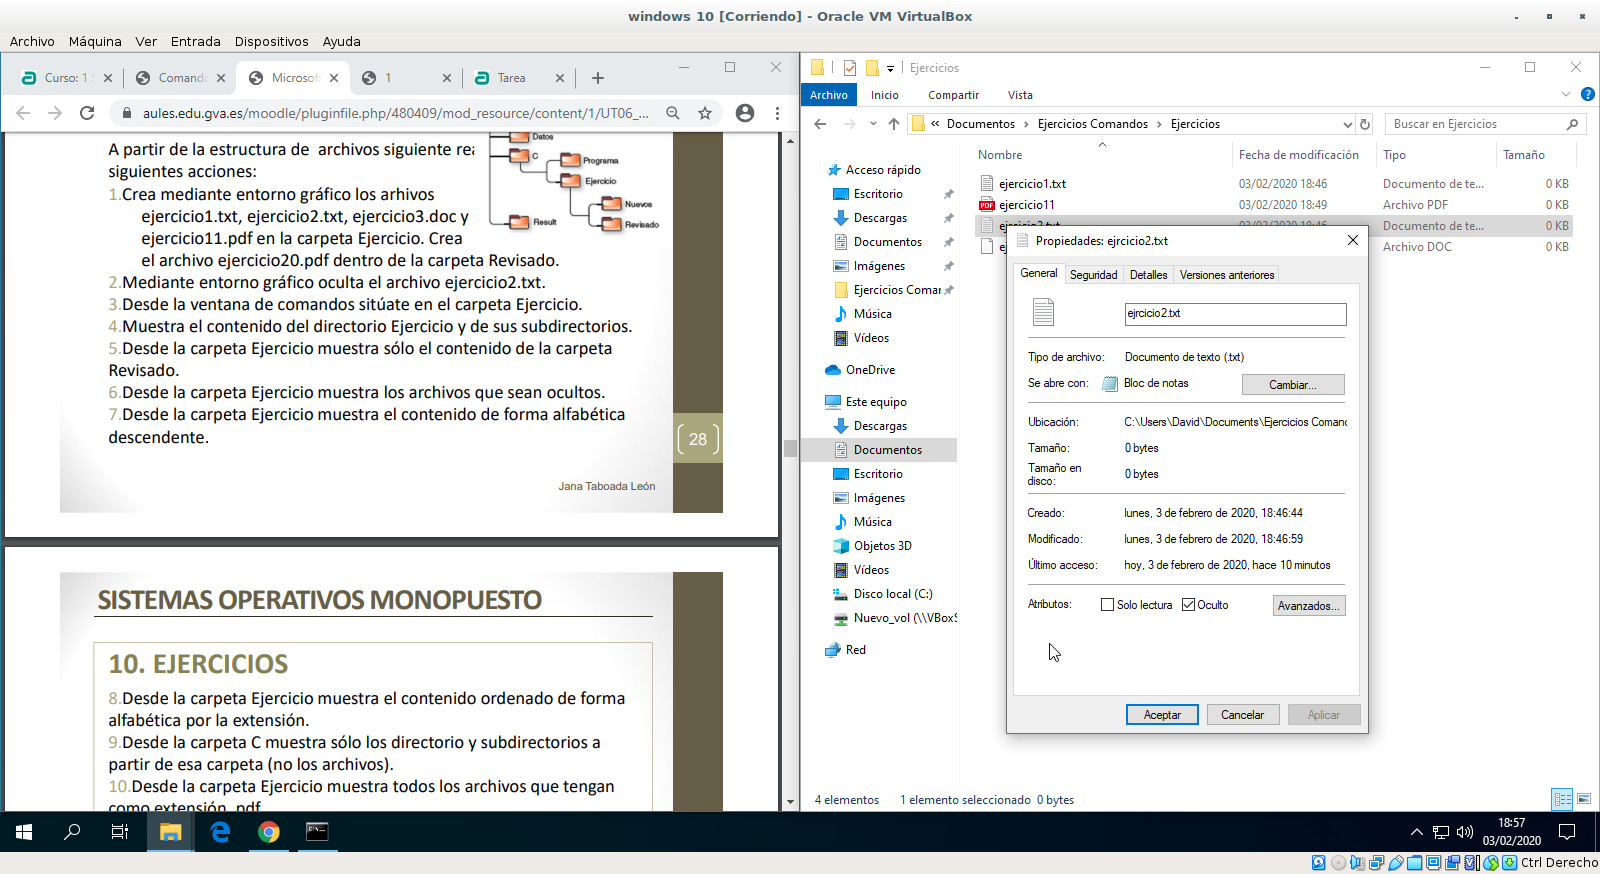 windows 10 [Corriendo] - Oracle VM VirtualBox
Archivo Máquina Ver Entrada Dispositivos Ayuda
Curso: 1 Comand Microsof 1 Tarea
aules.edu.gva.es/moodle/pluginfile.php/480409/mod_resource/content/1/UT06_...
A partir de la estructura de archivos siguiente rea
siguientes acciones:
1.Crea mediante entorno gráfico los arhivos
ejercicio1.txt, ejercicio2.txt, ejercicio3.doc y
ejercicio11.pdf en la carpeta Ejercicio. Crea
el archivo ejercicio20.pdf dentro de la carpeta Revisado.
2.Mediante entorno gráfico oculta el archivo ejercicio2.txt.
3.Desde la ventana de comandos sitúate en el carpeta Ejercicio.
4.Muestra el contenido del directorio Ejercicio y de sus subdirectorios.
5.Desde la carpeta Ejercicio muestra sólo el contenido de la carpeta
Revisado.
6.Desde la carpeta Ejercicio muestra los archivos que sean ocultos.
7.Desde la carpeta Ejercicio muestra el contenido de forma alfabética
descendente.
Datos
C
Programa
Ejercicio
Nuevos
Result
Revisado
28
Jana Taboada León
SISTEMAS OPERATIVOS MONOPUESTO
10. EJERCICIOS
8.Desde la carpeta Ejercicio muestra el contenido ordenado de forma
alfabética por la extensión.
9.Desde la carpeta C muestra sólo los directorio y subdirectorios a
partir de esa carpeta (no los archivos).
10.Desde la carpeta Ejercicio muestra todos los archivos que tengan
como extensión .pdf
Ejercicios
Archivo Inicio Compartir Vista
« Documentos > Ejercicios Comandos > Ejercicios
Buscar en Ejercicios
Acceso rápido
Escritorio
Descargas
Documentos
Imágenes
Ejercicios Comar
Música
Vídeos
OneDrive
Este equipo
Descargas
Documentos
Escritorio
Imágenes
Música
Objetos 3D
Vídeos
Disco local (C:)
Nuevo_vol (\\VBoxS
Red
Nombre Fecha de modificación Tipo Tamaño
ejercicio1.txt 03/02/2020 18:46 Documento de te... 0 KB
PDF ejercicio11 03/02/2020 18:49 Archivo PDF 0 KB
ejrcicio2.txt 03/02/2020 18:46 Documento de te... 0 KB
Archivo DOC 0 KB
Propiedades: ejrcicio2.txt
General Seguridad Detalles Versiones anteriores
ejrcicio2.txt
Tipo de archivo: Documento de texto (.txt)
Se abre con: Bloc de notas Cambiar...
Ubicación: C:\Users\David\Documents\Ejercicios Comanc
Tamaño: 0 bytes
Tamaño en
disco: 0 bytes
Creado: lunes, 3 de febrero de 2020, 18:46:44
Modificado: lunes, 3 de febrero de 2020, 18:46:59
Último acceso: hoy, 3 de febrero de 2020, hace 10 minutos
Atributos: Solo lectura Oculto Avanzados...
Aceptar Cancelar Aplicar
4 elementos 1 elemento seleccionado 0 bytes
18:57
03/02/2020
Ctrl Derecho